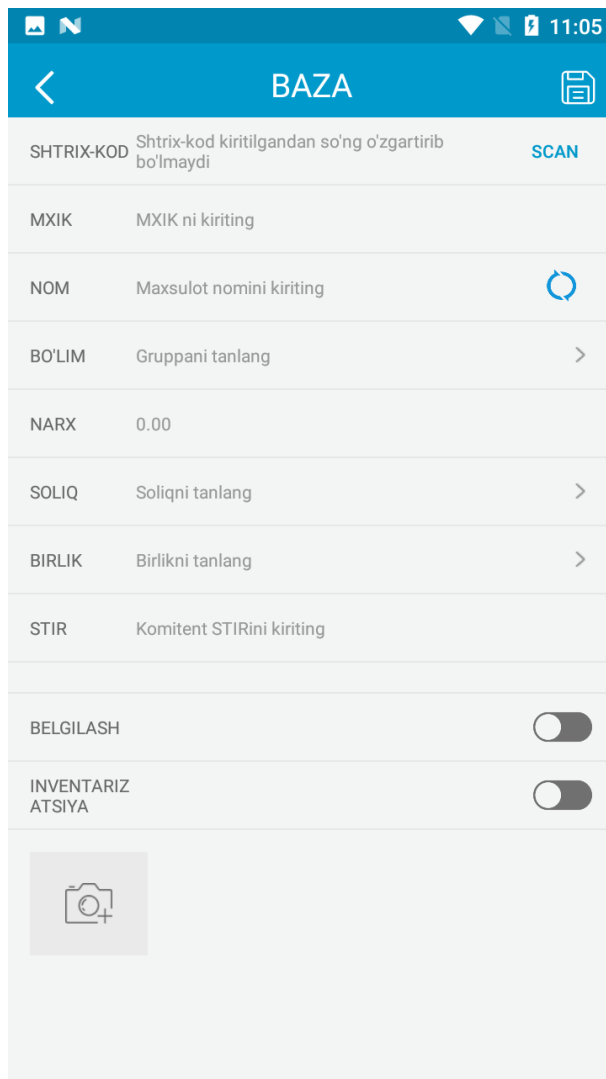 11:05
BAZA
SHTRIX-KOD Shtrix-kod kiritilgandan so'ng o'zgartirib
bo'lmaydi SCAN
MXIK MXIK ni kiriting
NOM Maxsulot nomini kiriting
BO'LIM Gruppani tanlang
NARX 0.00
SOLIQ Soliqni tanlang
BIRLIK Birlikni tanlang
STIR Komitent STIRini kiriting
BELGILASH
INVENTARIZ
ATSIYA